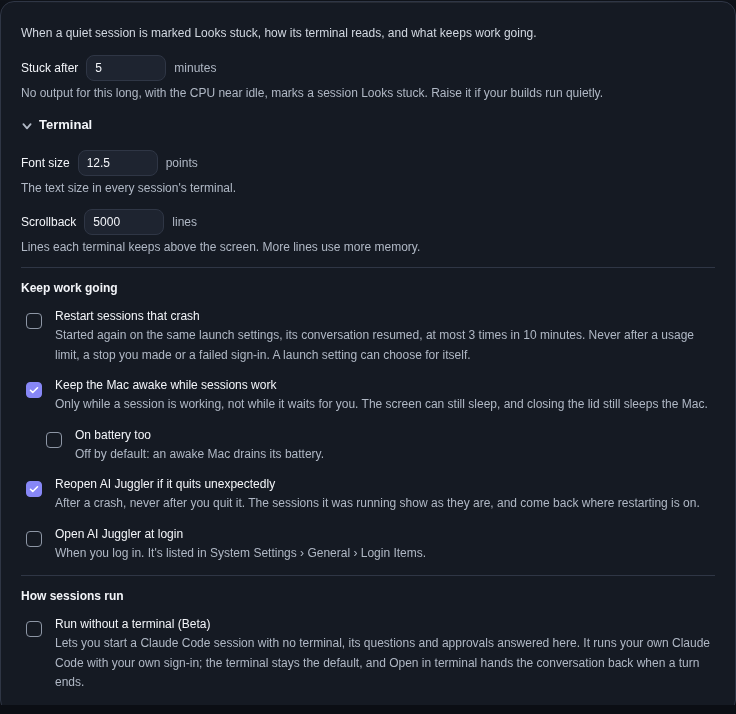 When a quiet session is marked Looks stuck, how its terminal reads, and what keeps work going.
Stuck after 5 minutes
No output for this long, with the CPU near idle, marks a session Looks stuck. Raise it if your builds run quietly.
Terminal
Font size 12.5 points
The text size in every session's terminal.
Scrollback 5000 lines
Lines each terminal keeps above the screen. More lines use more memory.
Keep work going
Restart sessions that crash
Started again on the same launch settings, its conversation resumed, at most 3 times in 10 minutes. Never after a usage
limit, a stop you made or a failed sign-in. A launch setting can choose for itself.
Keep the Mac awake while sessions work
Only while a session is working, not while it waits for you. The screen can still sleep, and closing the lid still sleeps the Mac.
On battery too
Off by default: an awake Mac drains its battery.
Reopen AI Juggler if it quits unexpectedly
After a crash, never after you quit it. The sessions it was running show as they are, and come back where restarting is on.
Open AI Juggler at login
When you log in. It's listed in System Settings › General › Login Items.
How sessions run
Run without a terminal (Beta)
Lets you start a Claude Code session with no terminal, its questions and approvals answered here. It runs your own Claude
Code with your own sign-in; the terminal stays the default, and Open in terminal hands the conversation back when a turn
ends.